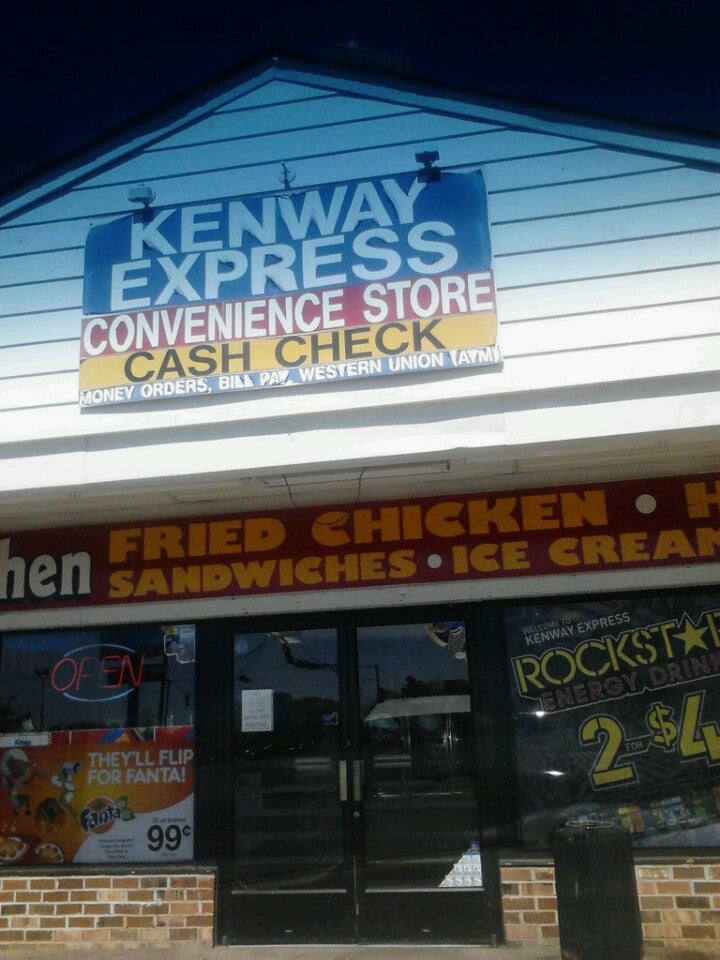 KENWAY
EXPRESS
CONVENIENCE STORE
CASH CHECK
MONEY ORDERS, BILL PAY, WESTERN UNION (ATM)
hen FRIED CHICKEN • H
SANDWICHES • ICE CREAM
OPEN
THEY'LL FLIP
FOR FANTA!
Fanta
99¢
WELCOME TO
KENWAY EXPRESS
ROCKSTAR
ENERGY DRINK
2 FOR $4